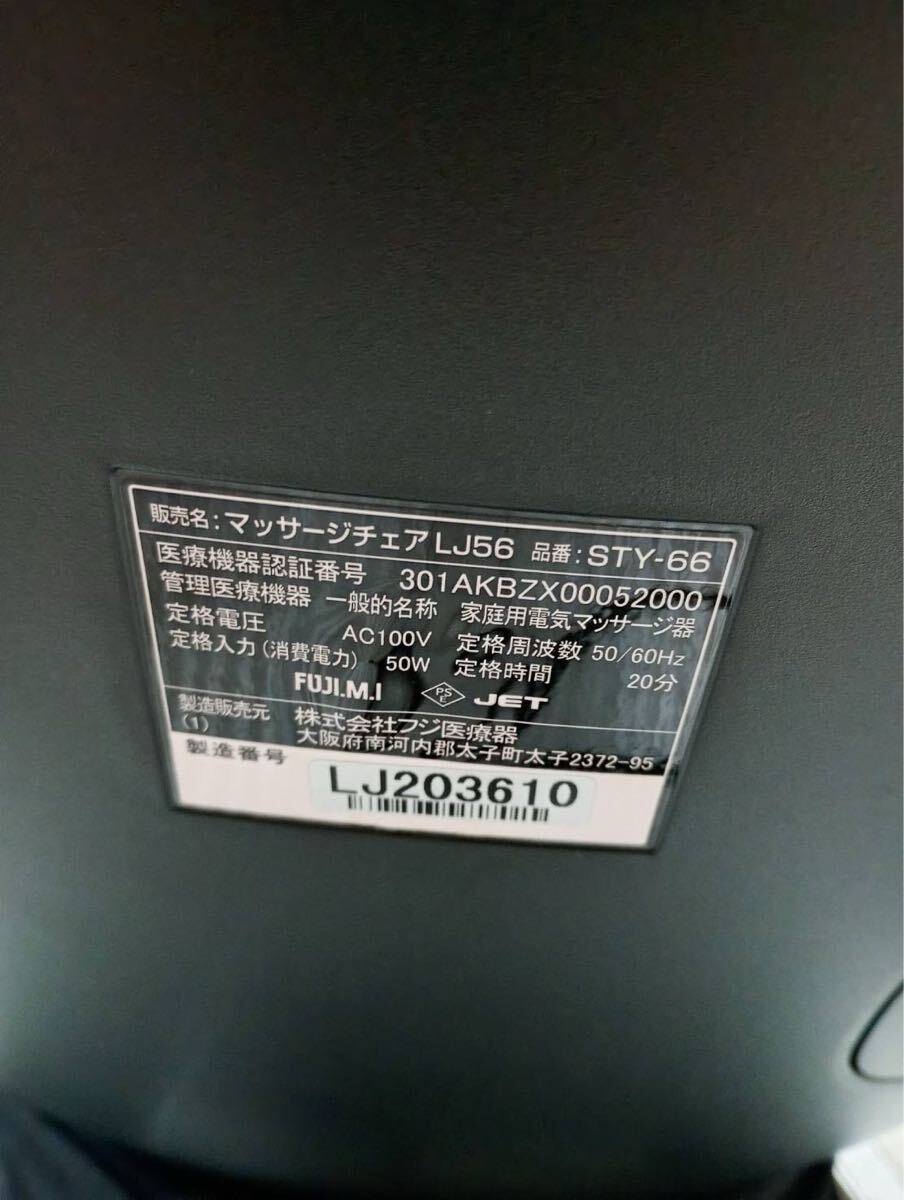 販売名:マッサージチェアLJ56 品番:STY-66
医療機器認証番号 301AKBZX00052000
管理医療機器 一般的名称 家庭用電気マッサージ器
定格電圧 AC100V 定格周波数 50/60Hz
定格入力(消費電力) 50W 定格時間 20分
FUJI.M.I PSE JET
製造販売元 株式会社フジ医療器
(1) 大阪府南河内郡太子町太子2372-95
製造番号 LJ203610